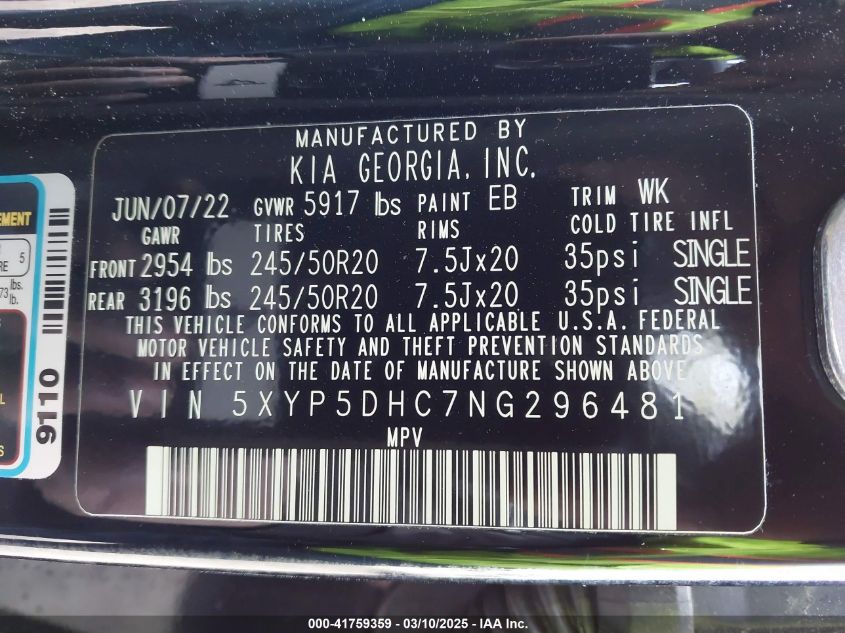 MANUFACTURED BY
KIA GEORGIA, INC.
JUN/07/22 GVWR 5917 lbs PAINT EB TRIM WK
GAWR TIRES RIMS COLD TIRE INFL
FRONT 2954 lbs 245/50R20 7.5Jx20 35psi SINGLE
REAR 3196 lbs 245/50R20 7.5Jx20 35psi SINGLE
THIS VEHICLE CONFORMS TO ALL APPLICABLE U.S.A. FEDERAL
MOTOR VEHICLE SAFETY AND THEFT PREVENTION STANDARDS
IN EFFECT ON THE DATE OF MANUFACTURE SHOWN ABOVE
VIN 5XYP5DHC7NG296481
MPV
5
lbs.
lb.
9110
000-41759359 - 03/10/2025 - IAA Inc.